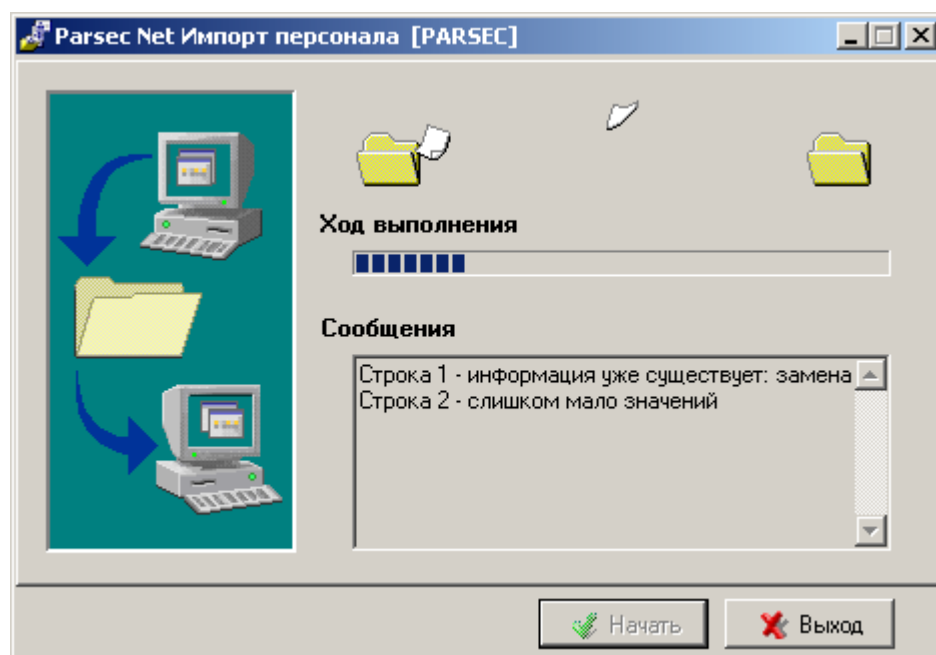 Parsec Net Импорт персонала [PARSEC]
Ход выполнения
Сообщения
Строка 1 - информация уже существует: замена
Строка 2 - слишком мало значений
Начать
Выход